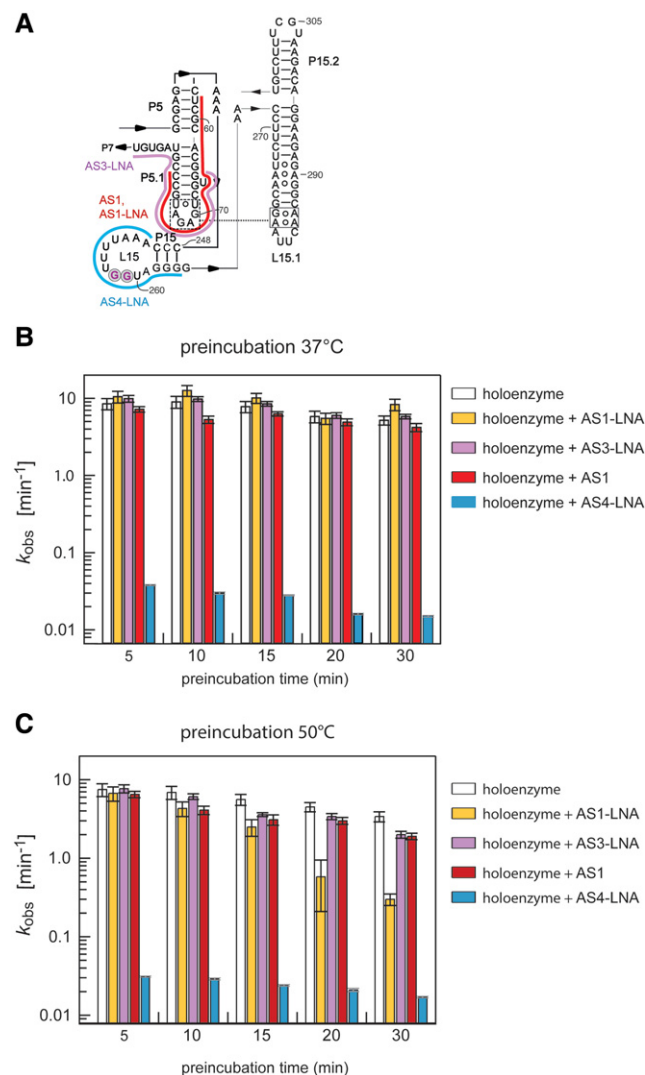 A
C G 305
U U
U A
U A
C G
U A
G C
U A
P15.2
P5
G C
A U
G C
C G
G C
A
A
A
60
A
A
270
290
P7 UGUGAU
AS3-LNA
P5.1
AS1,
AS1-LNA
70
U G
A A
G
P15
248
L15
U U A A A C C C
U G G U A G G G G
260
AS4-LNA
L15.1
B
preincubation 37°C
kobs [min-1]
10
1.0
0.1
0.01
5 10 15 20 30
preincubation time (min)
holoenzyme
holoenzyme + AS1-LNA
holoenzyme + AS3-LNA
holoenzyme + AS1
holoenzyme + AS4-LNA
C
preincubation 50°C
kobs [min-1]
10
1.0
0.1
0.01
5 10 15 20 30
preincubation time (min)
holoenzyme
holoenzyme + AS1-LNA
holoenzyme + AS3-LNA
holoenzyme + AS1
holoenzyme + AS4-LNA